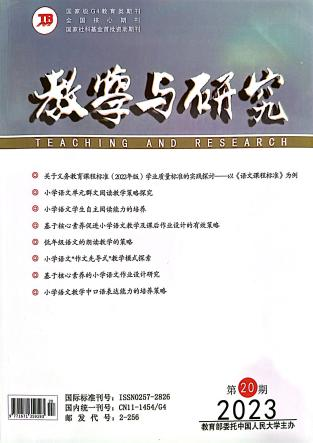 国家级G4教育类期刊
全国核心期刊
国家社科基金首批资助期刊
教学与研究
TEACHING AND RESEARCH
关于义务教育课程标准（2022年版）学业质量标准的实践探讨——以《语文课程标准》为例
小学语文单元群文阅读教学策略探究
小学语文学生自主阅读能力的培养
基于核心素养促进小学语文教学及课后作业设计的有效策略
低年级语文的朗读教学的策略
小学语文“作文先导式”教学模式探索
基于核心素养的小学语文作业设计研究
小学语文教学中口语表达能力的培养策略
国际标准刊号：ISSN0257-2826
国内统一刊号：CN11-1454/G4
邮发代号：2-256
第20期
2023
教育部委托中国人民大学主办